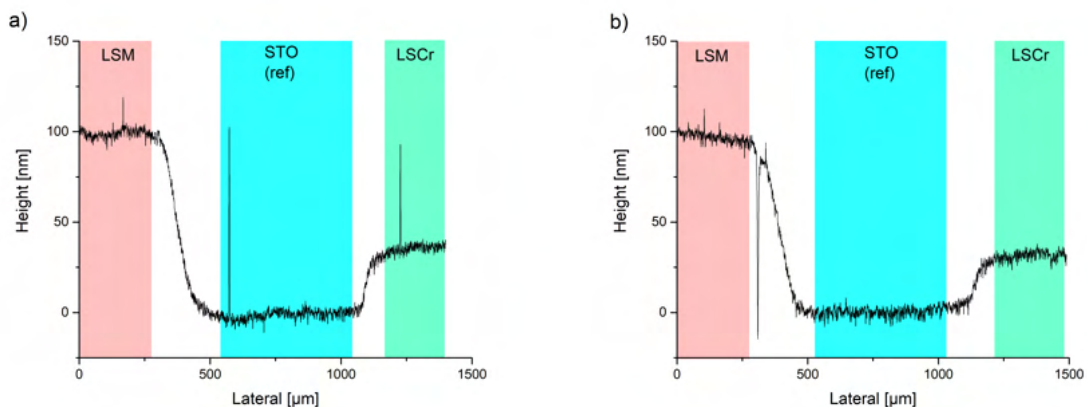 a)
150
100
50
0
Height [nm]
LSM
STO
(ref)
LSCr
0
500
1000
1500
Lateral [µm]
b)
150
100
50
0
Height [nm]
LSM
STO
(ref)
LSCr
0
500
1000
1500
Lateral [µm]